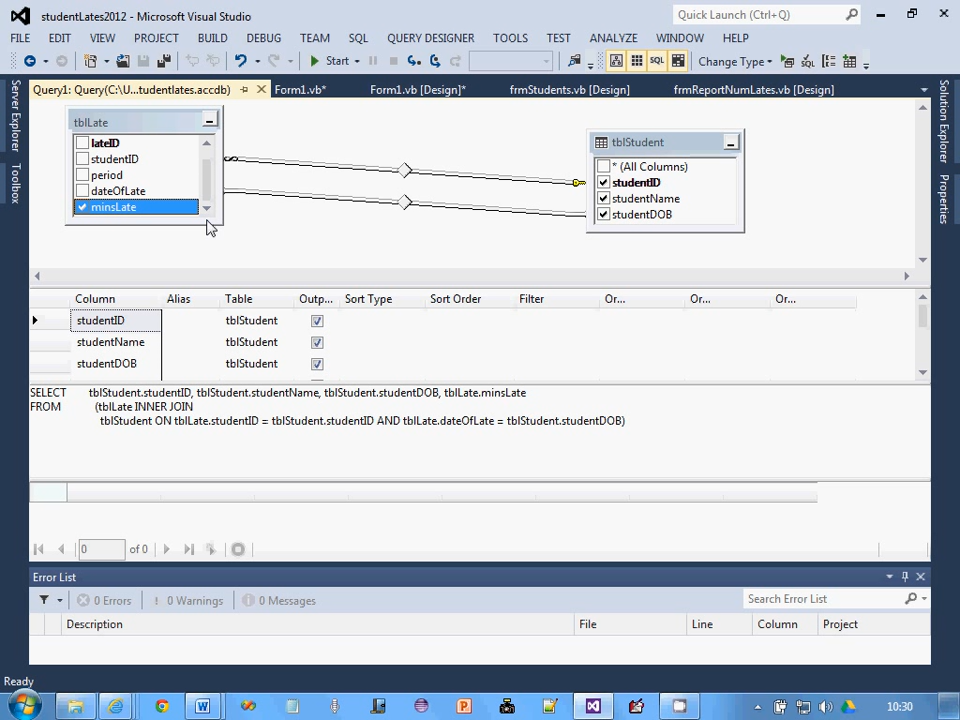 studentLates2012 - Microsoft Visual Studio
Quick Launch (Ctrl+Q)
FILE EDIT VIEW PROJECT BUILD DEBUG TEAM SQL QUERY DESIGNER TOOLS TEST ANALYZE WINDOW HELP
Start SQL Change Type
Query1: Query(C:\U...tudentlates.accdb) Form1.vb* Form1.vb [Design]* frmStudents.vb [Design] frmReportNumLates.vb [Design]
Server Explorer
Toolbox
Solution Explorer
Properties
tblLate
lateID
studentID
period
dateOfLate
minsLate
tblStudent
* (All Columns)
studentID
studentName
studentDOB
Column Alias Table Outp... Sort Type Sort Order Filter Or... Or... Or...
studentID tblStudent
studentName tblStudent
studentDOB tblStudent
SELECT tblStudent.studentID, tblStudent.studentName, tblStudent.studentDOB, tblLate.minsLate
FROM (tblLate INNER JOIN
tblStudent ON tblLate.studentID = tblStudent.studentID AND tblLate.dateOfLate = tblStudent.studentDOB)
0 of 0
Error List
0 Errors 0 Warnings 0 Messages Search Error List
Description File Line Column Project
Ready
10:30